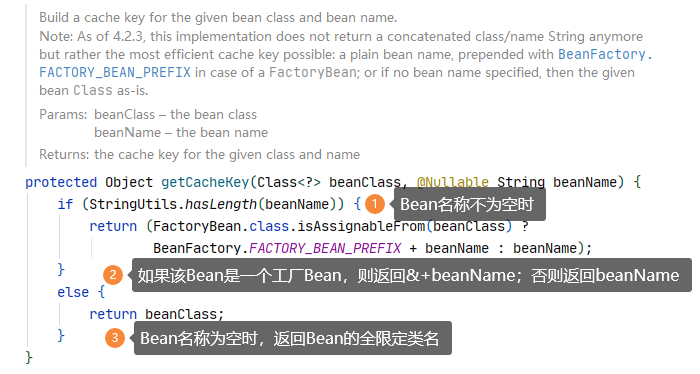 Build a cache key for the given bean class and bean name.
Note: As of 4.2.3, this implementation does not return a concatenated class/name String anymore
but rather the most efficient cache key possible: a plain bean name, prepended with BeanFactory.
FACTORY_BEAN_PREFIX in case of a FactoryBean; or if no bean name specified, then the given
bean Class as-is.
Params: beanClass – the bean class
beanName – the bean name
Returns: the cache key for the given class and name
protected Object getCacheKey(Class<?> beanClass, @Nullable String beanName) {
if (StringUtils.hasLength(beanName)) { 1 Bean名称不为空时
return (FactoryBean.class.isAssignableFrom(beanClass) ?
BeanFactory.FACTORY_BEAN_PREFIX + beanName : beanName);
} 2 如果该Bean是一个工厂Bean，则返回&+beanName；否则返回beanName
else {
return beanClass;
} 3 Bean名称为空时，返回Bean的全限定类名
}